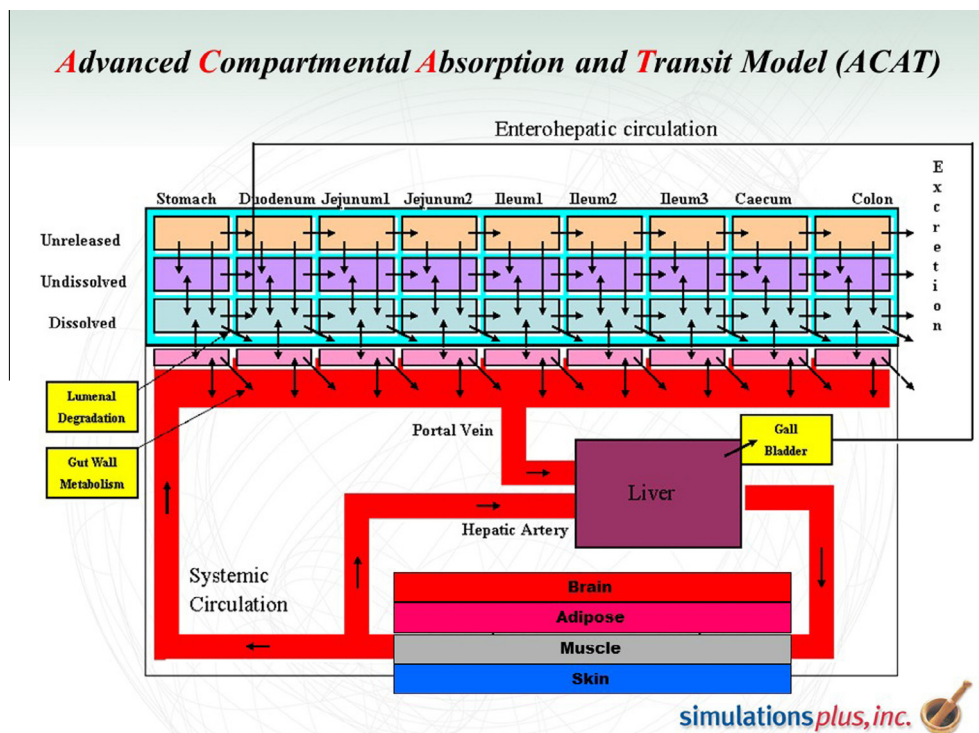 Advanced Compartmental Absorption and Transit Model (ACAT)
Enterohepatic circulation
Stomach Duodenum Jejunum1 Jejunum2 Ileum1 Ileum2 Ileum3 Caecum Colon
Excretion
Unreleased
Undissolved
Dissolved
Lumenal
Degradation
Gut Wall
Metabolism
Portal Vein
Gall
Bladder
Liver
Hepatic Artery
Systemic
Circulation
Brain
Adipose
Muscle
Skin
simulationsplus, inc.